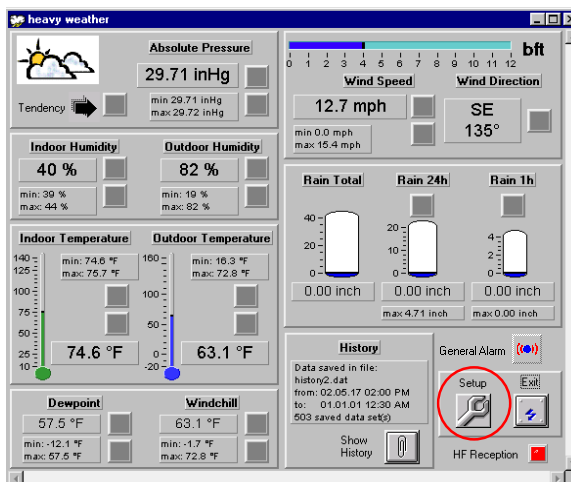 heavy weather
Absolute Pressure
29.71 inHg
Tendency
min 29.71 inHg
max 29.72 inHg
bft
0 1 2 3 4 5 6 7 8 9 10 11 12
Wind Speed
Wind Direction
12.7 mph
SE
135°
min 0.0 mph
max 15.4 mph
Indoor Humidity
Outdoor Humidity
40 %
82 %
min: 39 %
max: 44 %
min: 19 %
max: 82 %
Rain Total
Rain 24h
Rain 1h
40
20
0
20
10
0
4
2
0
0.00 inch
0.00 inch
0.00 inch
max 4.71 inch
max 0.00 inch
Indoor Temperature
Outdoor Temperature
140
125
100
75
50
25
10
min: 74.6 °F
max: 75.7 °F
74.6 °F
160
100
50
0
-20
min: 16.3 °F
max: 72.8 °F
63.1 °F
Dewpoint
Windchill
57.5 °F
63.1 °F
min: -12.1 °F
max: 57.5 °F
min: -1.7 °F
max: 72.8 °F
History
Data saved in file:
history2.dat
from: 02.05.17 02:00 PM
to: 01.01.01 12:30 AM
503 saved data set(s)
Show
History
General Alarm
Setup
Exit
HF Reception